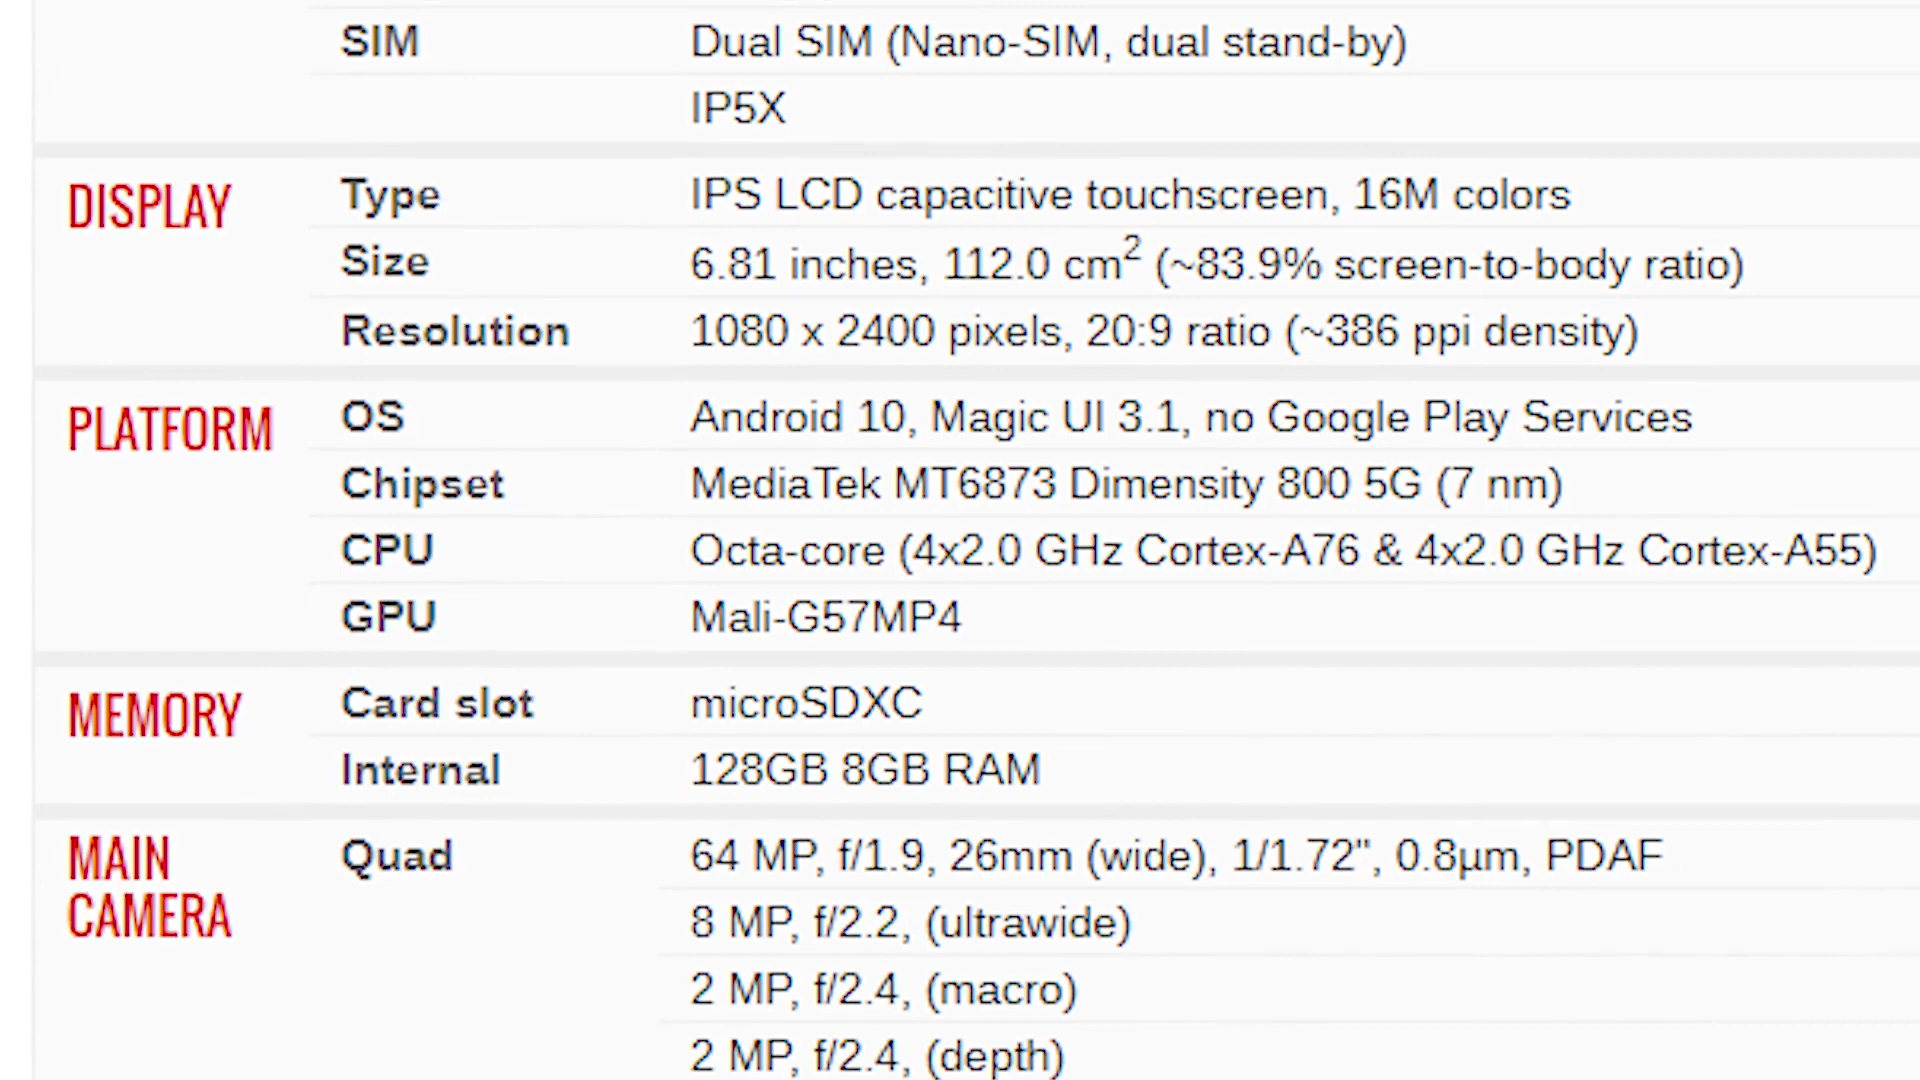 SIM Dual SIM (Nano-SIM, dual stand-by)
IP5X
DISPLAY Type IPS LCD capacitive touchscreen, 16M colors
Size 6.81 inches, 112.0 cm² (~83.9% screen-to-body ratio)
Resolution 1080 x 2400 pixels, 20:9 ratio (~386 ppi density)
PLATFORM OS Android 10, Magic UI 3.1, no Google Play Services
Chipset MediaTek MT6873 Dimensity 800 5G (7 nm)
CPU Octa-core (4x2.0 GHz Cortex-A76 & 4x2.0 GHz Cortex-A55)
GPU Mali-G57MP4
MEMORY Card slot microSDXC
Internal 128GB 8GB RAM
MAIN CAMERA Quad 64 MP, f/1.9, 26mm (wide), 1/1.72", 0.8µm, PDAF
8 MP, f/2.2, (ultrawide)
2 MP, f/2.4, (macro)
2 MP, f/2.4, (depth)